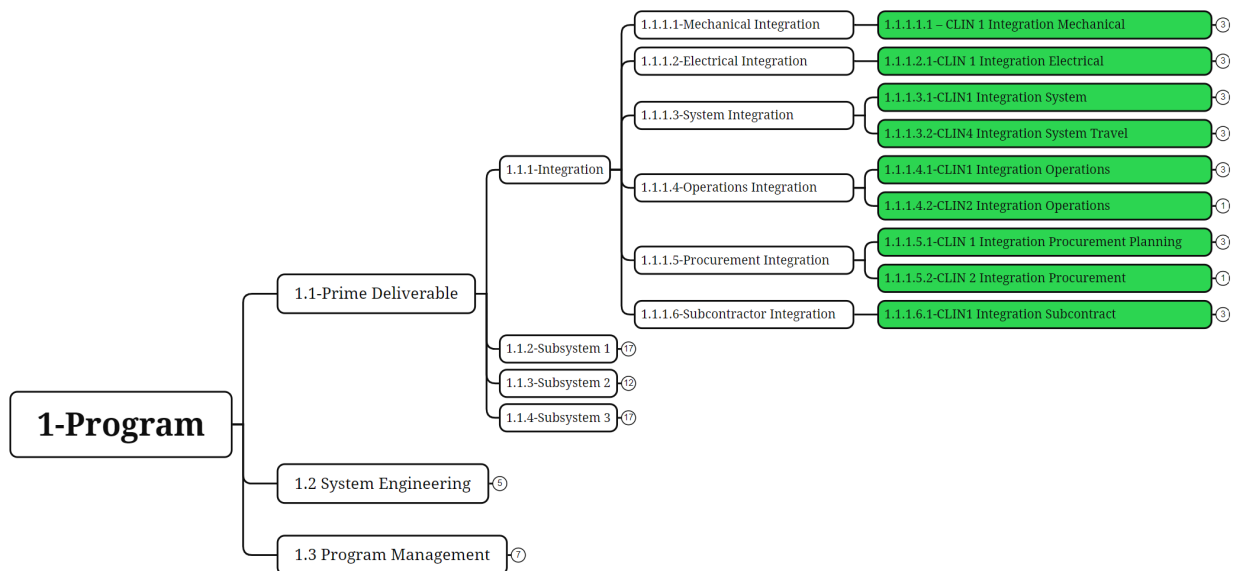 1-Program
1.1-Prime Deliverable
1.1.1-Integration
1.1.1.1-Mechanical Integration
1.1.1.1.1 – CLIN 1 Integration Mechanical
3
1.1.1.2-Electrical Integration
1.1.1.2.1-CLIN 1 Integration Electrical
3
1.1.1.3-System Integration
1.1.1.3.1-CLIN1 Integration System
3
1.1.1.3.2-CLIN4 Integration System Travel
3
1.1.1.4-Operations Integration
1.1.1.4.1-CLIN1 Integration Operations
3
1.1.1.4.2-CLIN2 Integration Operations
1
1.1.1.5-Procurement Integration
1.1.1.5.1-CLIN 1 Integration Procurement Planning
3
1.1.1.5.2-CLIN 2 Integration Procurement
1
1.1.1.6-Subcontractor Integration
1.1.1.6.1-CLIN1 Integration Subcontract
3
1.1.2-Subsystem 1
17
1.1.3-Subsystem 2
12
1.1.4-Subsystem 3
17
1.2 System Engineering
5
1.3 Program Management
7